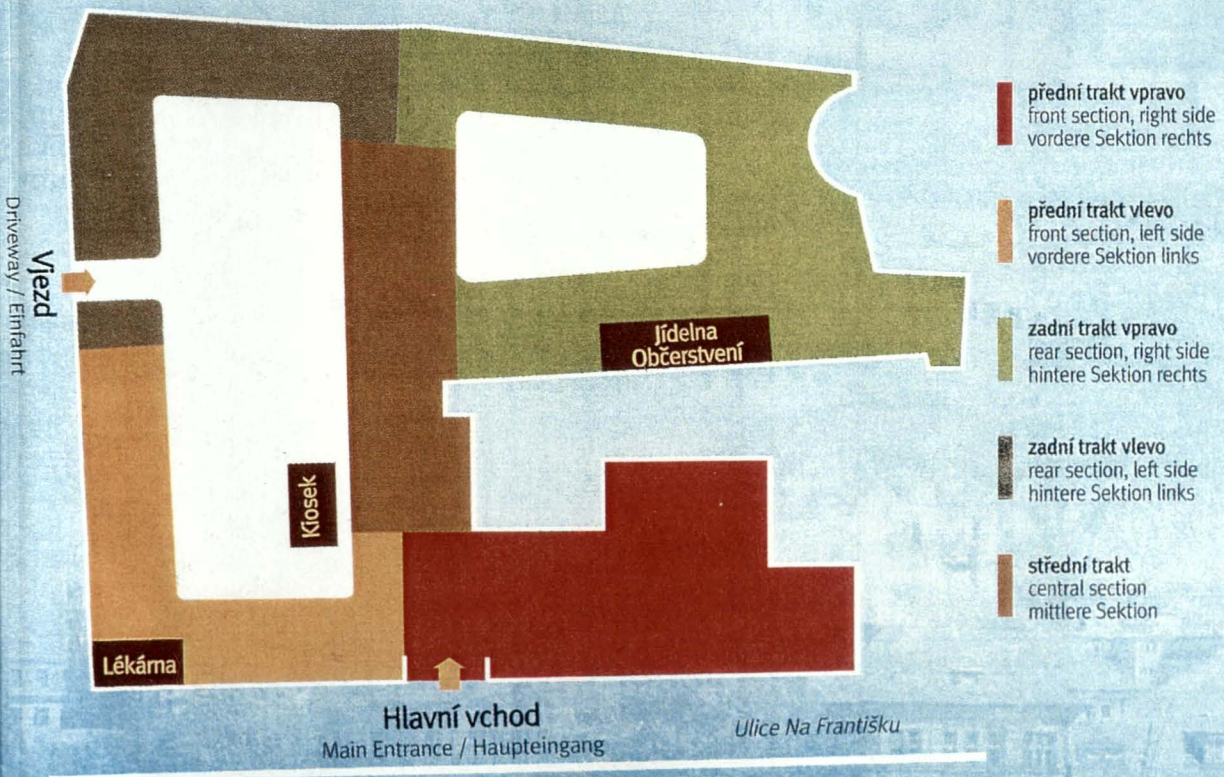 Vjezd
Driveway / Einfahrt
Jídelna
Občerstvení
Kiosek
Lékárna
Hlavní vchod
Main Entrance / Haupteingang
Ulice Na Františku
přední trakt vpravo
front section, right side
vordere Sektion rechts
přední trakt vlevo
front section, left side
vordere Sektion links
zadní trakt vpravo
rear section, right side
hintere Sektion rechts
zadní trakt vlevo
rear section, left side
hintere Sektion links
střední trakt
central section
mittlere Sektion